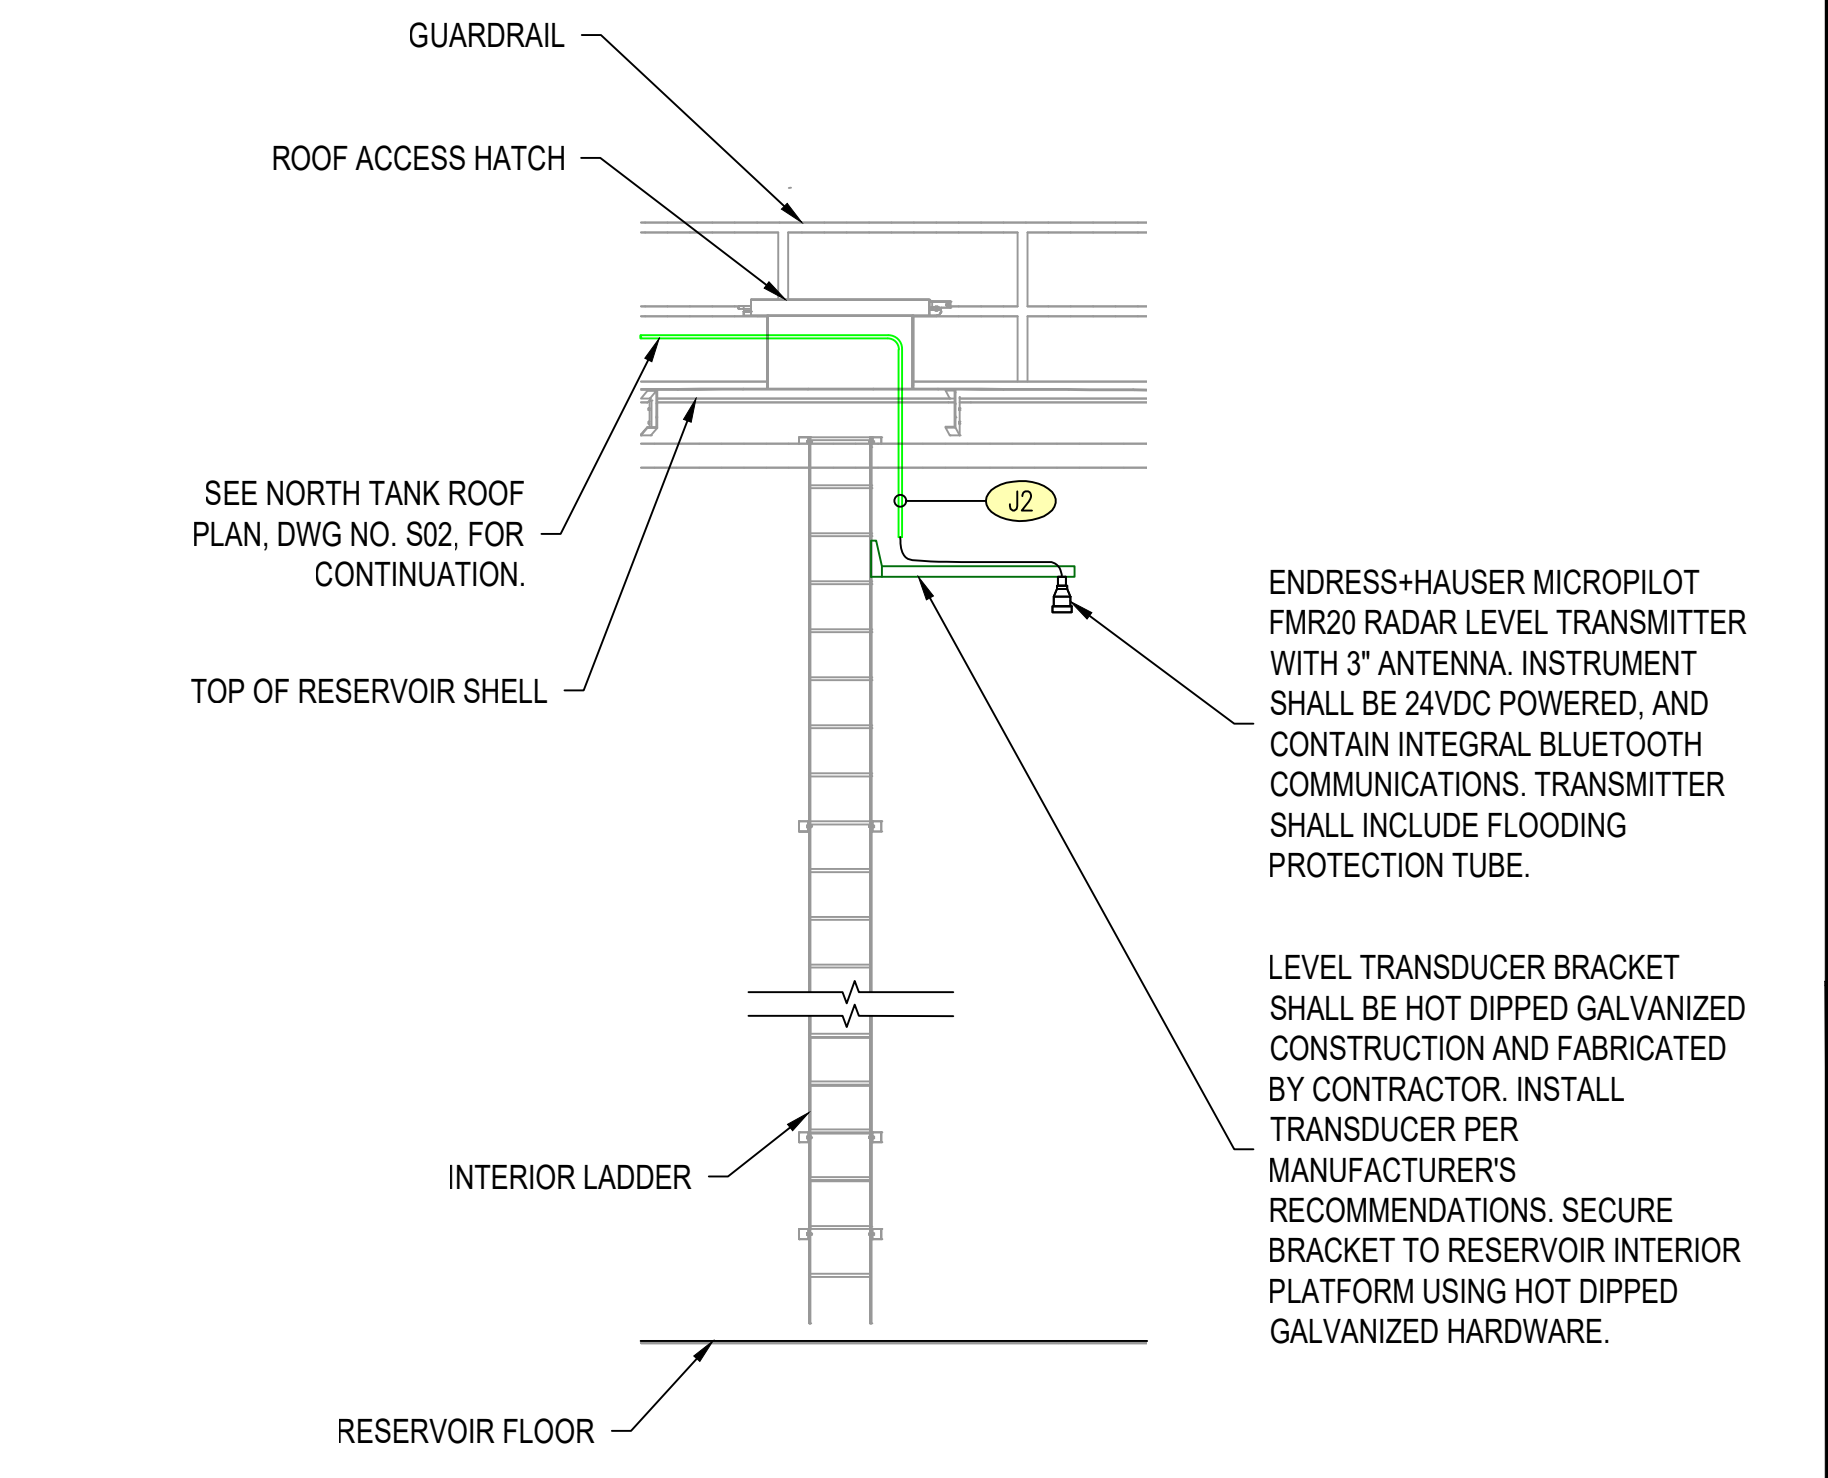 GUARDRAIL
ROOF ACCESS HATCH
SEE NORTH TANK ROOF
PLAN, DWG NO. S02, FOR
CONTINUATION.
TOP OF RESERVOIR SHELL
J2
ENDRESS+HAUSER MICROPILOT
FMR20 RADAR LEVEL TRANSMITTER
WITH 3" ANTENNA. INSTRUMENT
SHALL BE 24VDC POWERED, AND
CONTAIN INTEGRAL BLUETOOTH
COMMUNICATIONS. TRANSMITTER
SHALL INCLUDE FLOODING
PROTECTION TUBE.
LEVEL TRANSDUCER BRACKET
SHALL BE HOT DIPPED GALVANIZED
CONSTRUCTION AND FABRICATED
BY CONTRACTOR. INSTALL
TRANSDUCER PER
MANUFACTURER'S
RECOMMENDATIONS. SECURE
BRACKET TO RESERVOIR INTERIOR
PLATFORM USING HOT DIPPED
GALVANIZED HARDWARE.
INTERIOR LADDER
RESERVOIR FLOOR